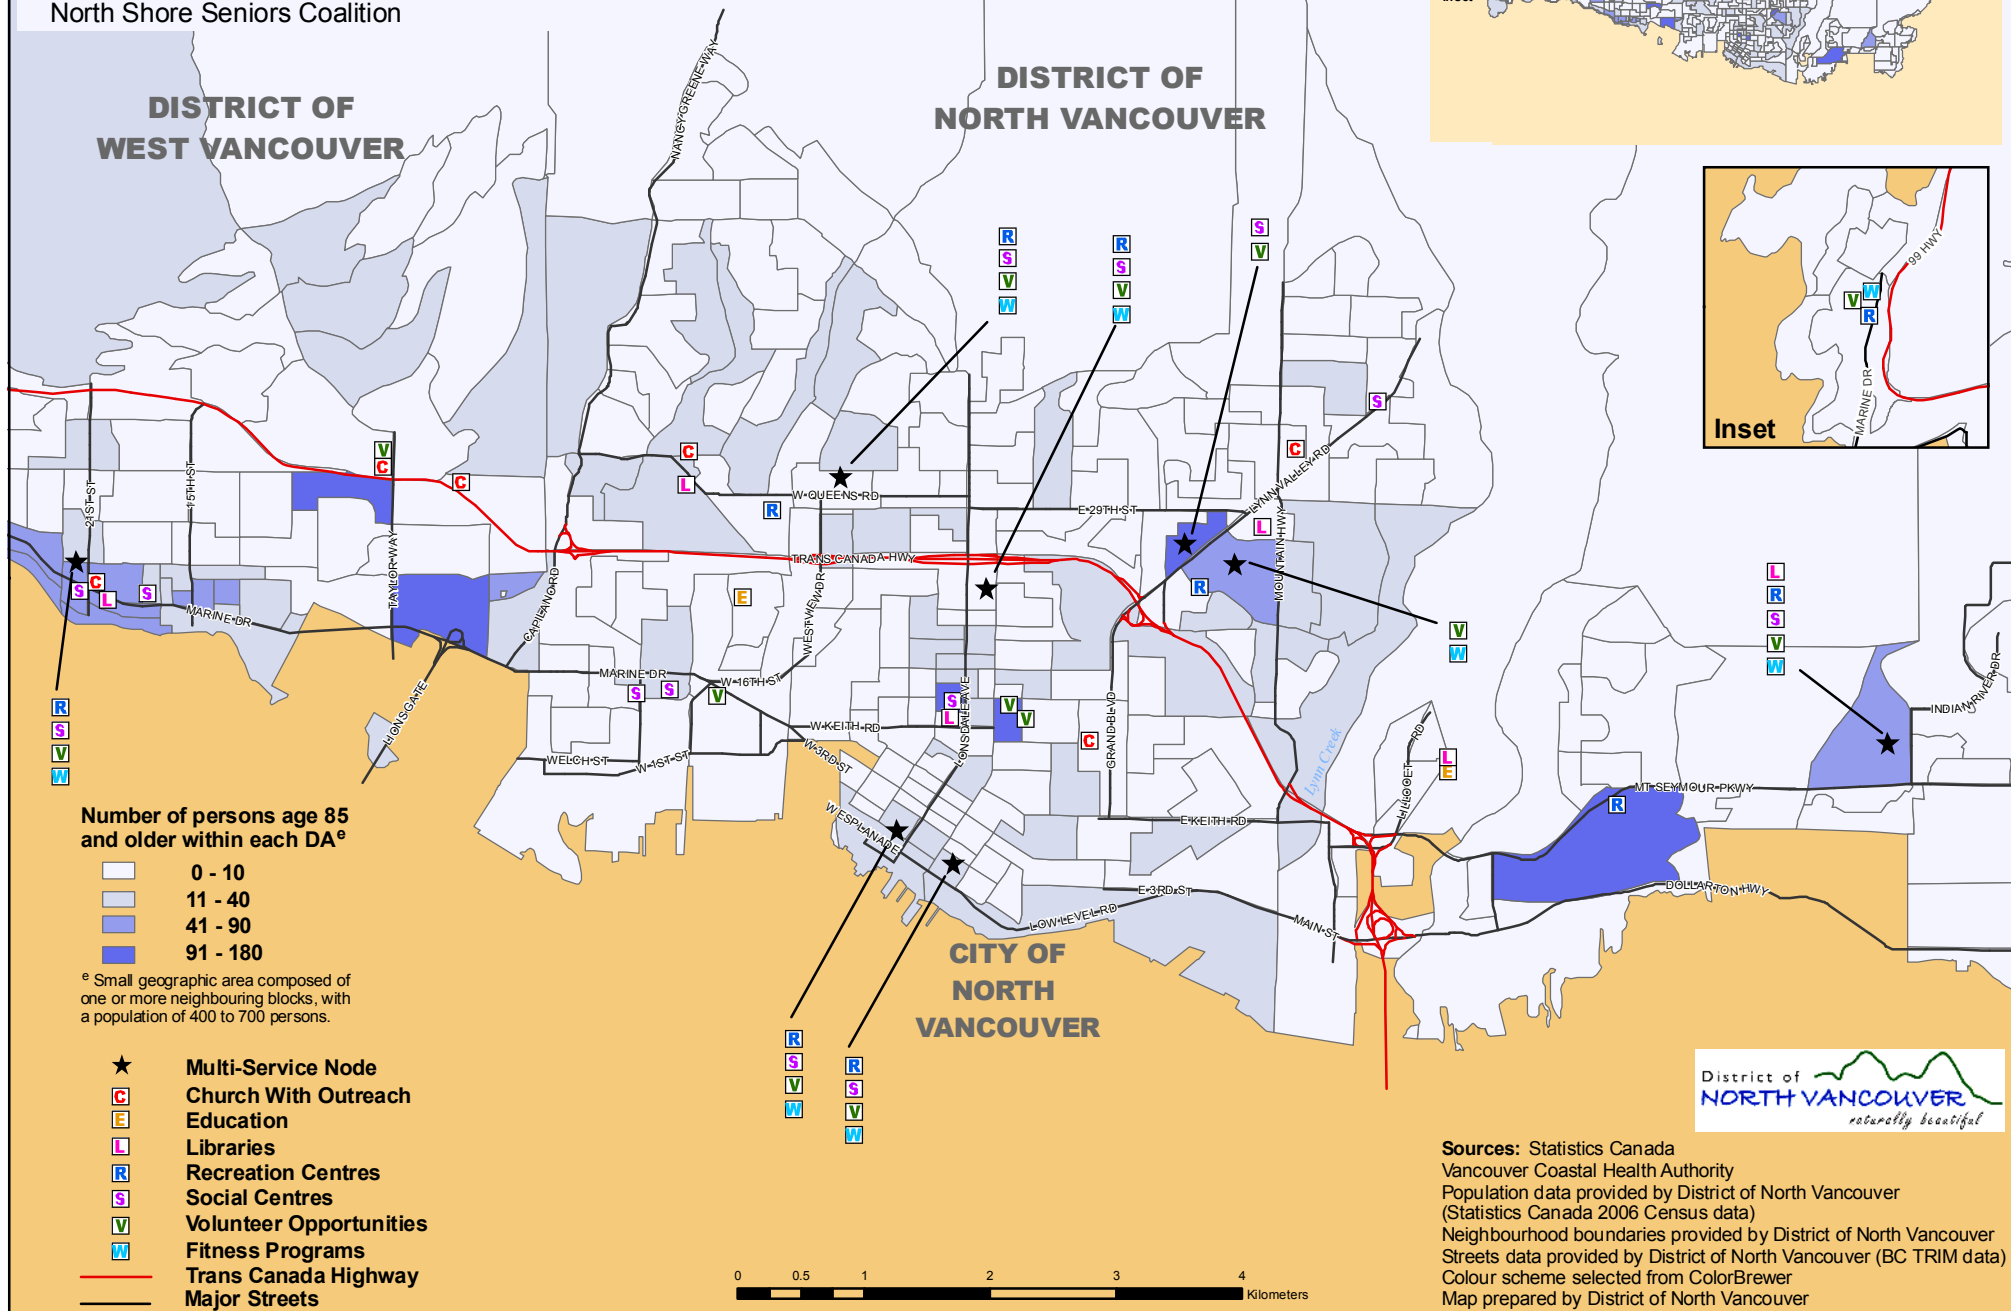 North Shore Seniors Coalition
DISTRICT OF
WEST VANCOUVER
DISTRICT OF
NORTH VANCOUVER
NANCY GREENE WAY
R
S
V
W
R
S
V
W
S
V
99 HWY
W
V
R
MARINE DR
Inset
S
C
V
C
C
C
L
LYNN VALLEY RD
W QUEENS RD
R
E 29TH ST
L
21ST ST
15TH ST
TAYLOR WAY
TRANS CANADA HWY
MOUNTAIN HWY
CAPILANO RD
WESTVIEW DR
C
S
L
S
E
R
MARINE DR
V
W
L
R
S
V
W
MARINE DR
W 16TH ST
S
S
V
S
L
V
V
LONSDALE AVE
GRAND BLVD
C
LIONSGATE
W KEITH RD
W 3RD ST
WELCH ST
W 1ST ST
INDIAN RIVER DR
Lynn Creek
LILLOOET RD
L
E
MT SEYMOUR PKWY
R
R
S
V
W
W ESPLANADE
E KEITH RD
E 3RD ST
LOW LEVEL RD
MAIN ST
DOLLARTON HWY
CITY OF
NORTH
VANCOUVER
R
S
V
W
R
S
V
W
Number of persons age 85
and older within each DAe
0 - 10
11 - 40
41 - 90
91 - 180
e Small geographic area composed of
one or more neighbouring blocks, with
a population of 400 to 700 persons.
Multi-Service Node
C Church With Outreach
E Education
L Libraries
R Recreation Centres
S Social Centres
V Volunteer Opportunities
W Fitness Programs
Trans Canada Highway
Major Streets
0 0.5 1 2 3 4
Kilometers
District of
NORTH VANCOUVER
naturally beautiful
Sources: Statistics Canada
Vancouver Coastal Health Authority
Population data provided by District of North Vancouver
(Statistics Canada 2006 Census data)
Neighbourhood boundaries provided by District of North Vancouver
Streets data provided by District of North Vancouver (BC TRIM data)
Colour scheme selected from ColorBrewer
Map prepared by District of North Vancouver